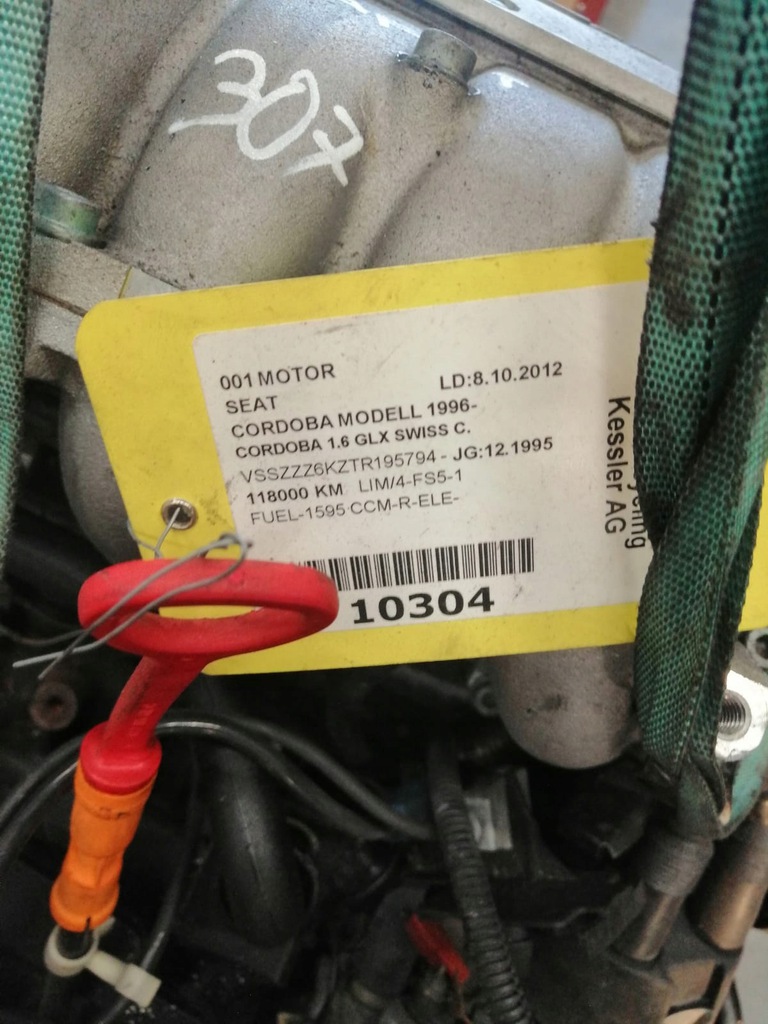 307
001 MOTOR
LD:8.10.2012
SEAT
CORDOBA MODELL 1996-
CORDOBA 1.6 GLX SWISS C.
VSSZZZ6KZTR195794 - JG:12.1995
118000 KM LIM/4-FS5-1
FUEL-1595 CCM-R-ELE-
10304
Kessler AG